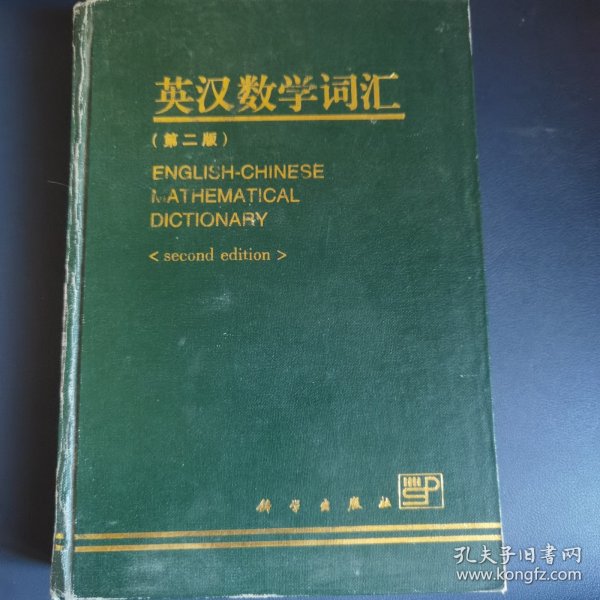 英汉数学词汇
(第二版)
ENGLISH-CHINESE
MATHEMATICAL
DICTIONARY
< second edition >
科学出版社
孔夫子旧书网
www.kongfz.com